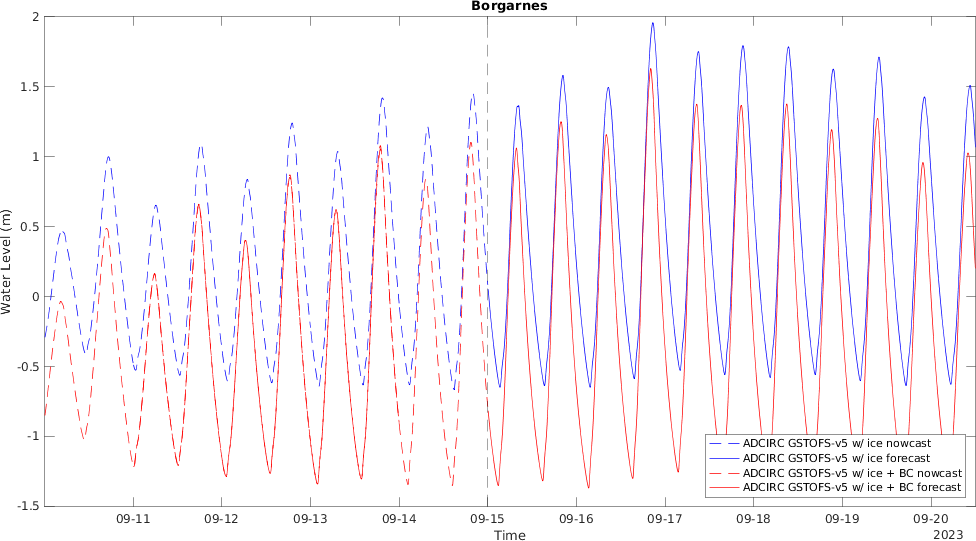 Borgarnes
2
1.5
1
0.5
0
-0.5
-1
-1.5
Water Level (m)
ADCIRC GSTOFS-v5 w/ ice nowcast
ADCIRC GSTOFS-v5 w/ ice forecast
ADCIRC GSTOFS-v5 w/ ice + BC nowcast
ADCIRC GSTOFS-v5 w/ ice + BC forecast
09-11 09-12 09-13 09-14 09-15 09-16 09-17 09-18 09-19 09-20
Time
2023